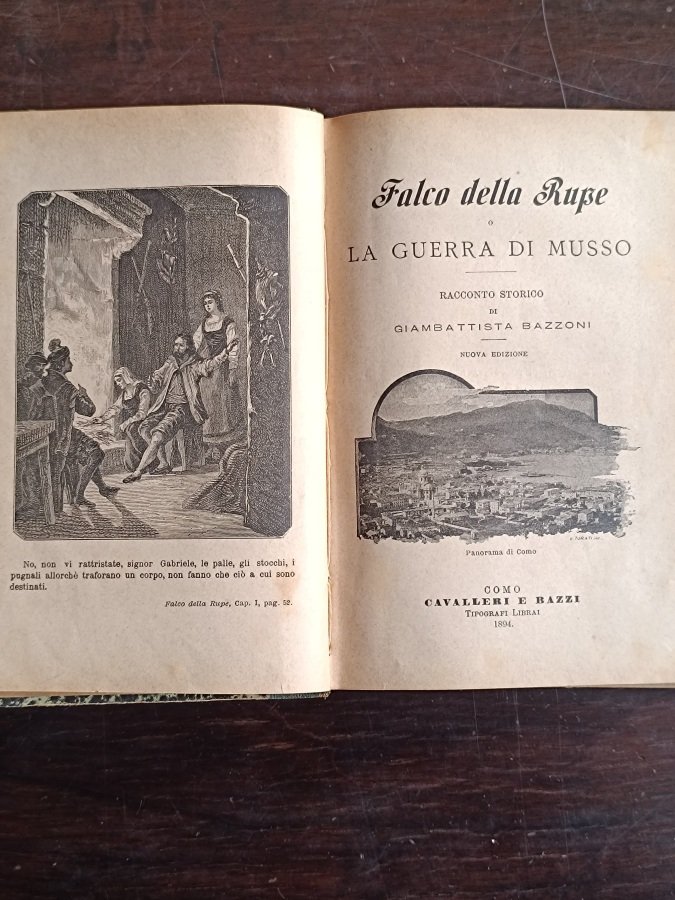 No, non vi rattristate, signor Gabriele, le palle, gli stocchi, i
pugnali allorchè traforano un corpo, non fanno che ciò a cui sono
destinati.
Falco della Rupe, Cap. I, pag. 52.
Falco della Rupe
o
LA GUERRA DI MUSSO
RACCONTO STORICO
DI
GIAMBATTISTA BAZZONI
NUOVA EDIZIONE
Panorama di Como
COMO
CAVALLERI E BAZZI
TIPOGRAFI LIBRAI
1894.